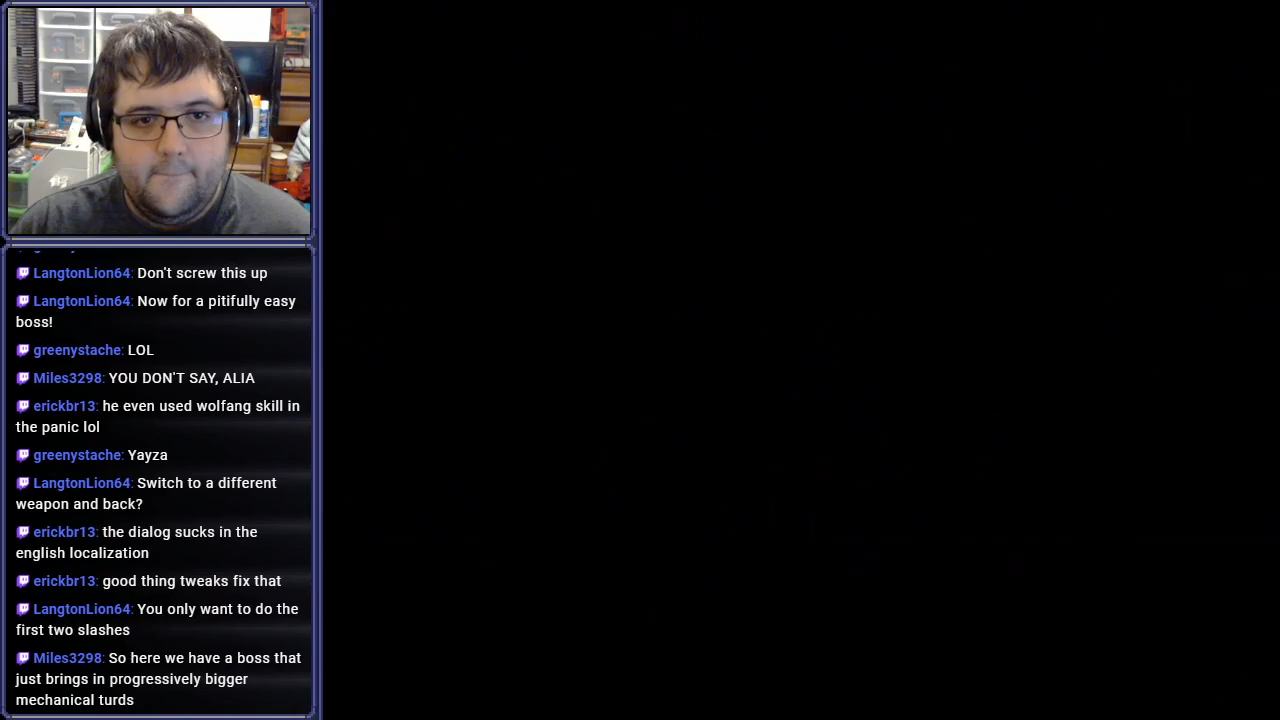 LangtonLion64: Don't screw this up
LangtonLion64: Now for a pitifully easy
boss!
greenystache: LOL
Miles3298: YOU DON'T SAY, ALIA
erickbr13: he even used wolfang skill in
the panic lol
greenystache: Yayza
LangtonLion64: Switch to a different
weapon and back?
erickbr13: the dialog sucks in the
english localization
erickbr13: good thing tweaks fix that
LangtonLion64: You only want to do the
first two slashes
Miles3298: So here we have a boss that
just brings in progressively bigger
mechanical turds